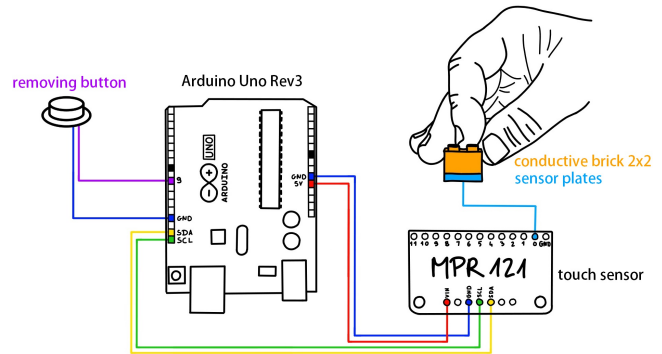 removing button
Arduino Uno Rev3
UNO
ARDUINO
9
GND
SDA
SCL
GND
5V
conductive brick 2x2
sensor plates
11 10 9 8 7 6 5 4 3 2 1 0 GND
MPR 121
VIN GND SCL SDA
touch sensor